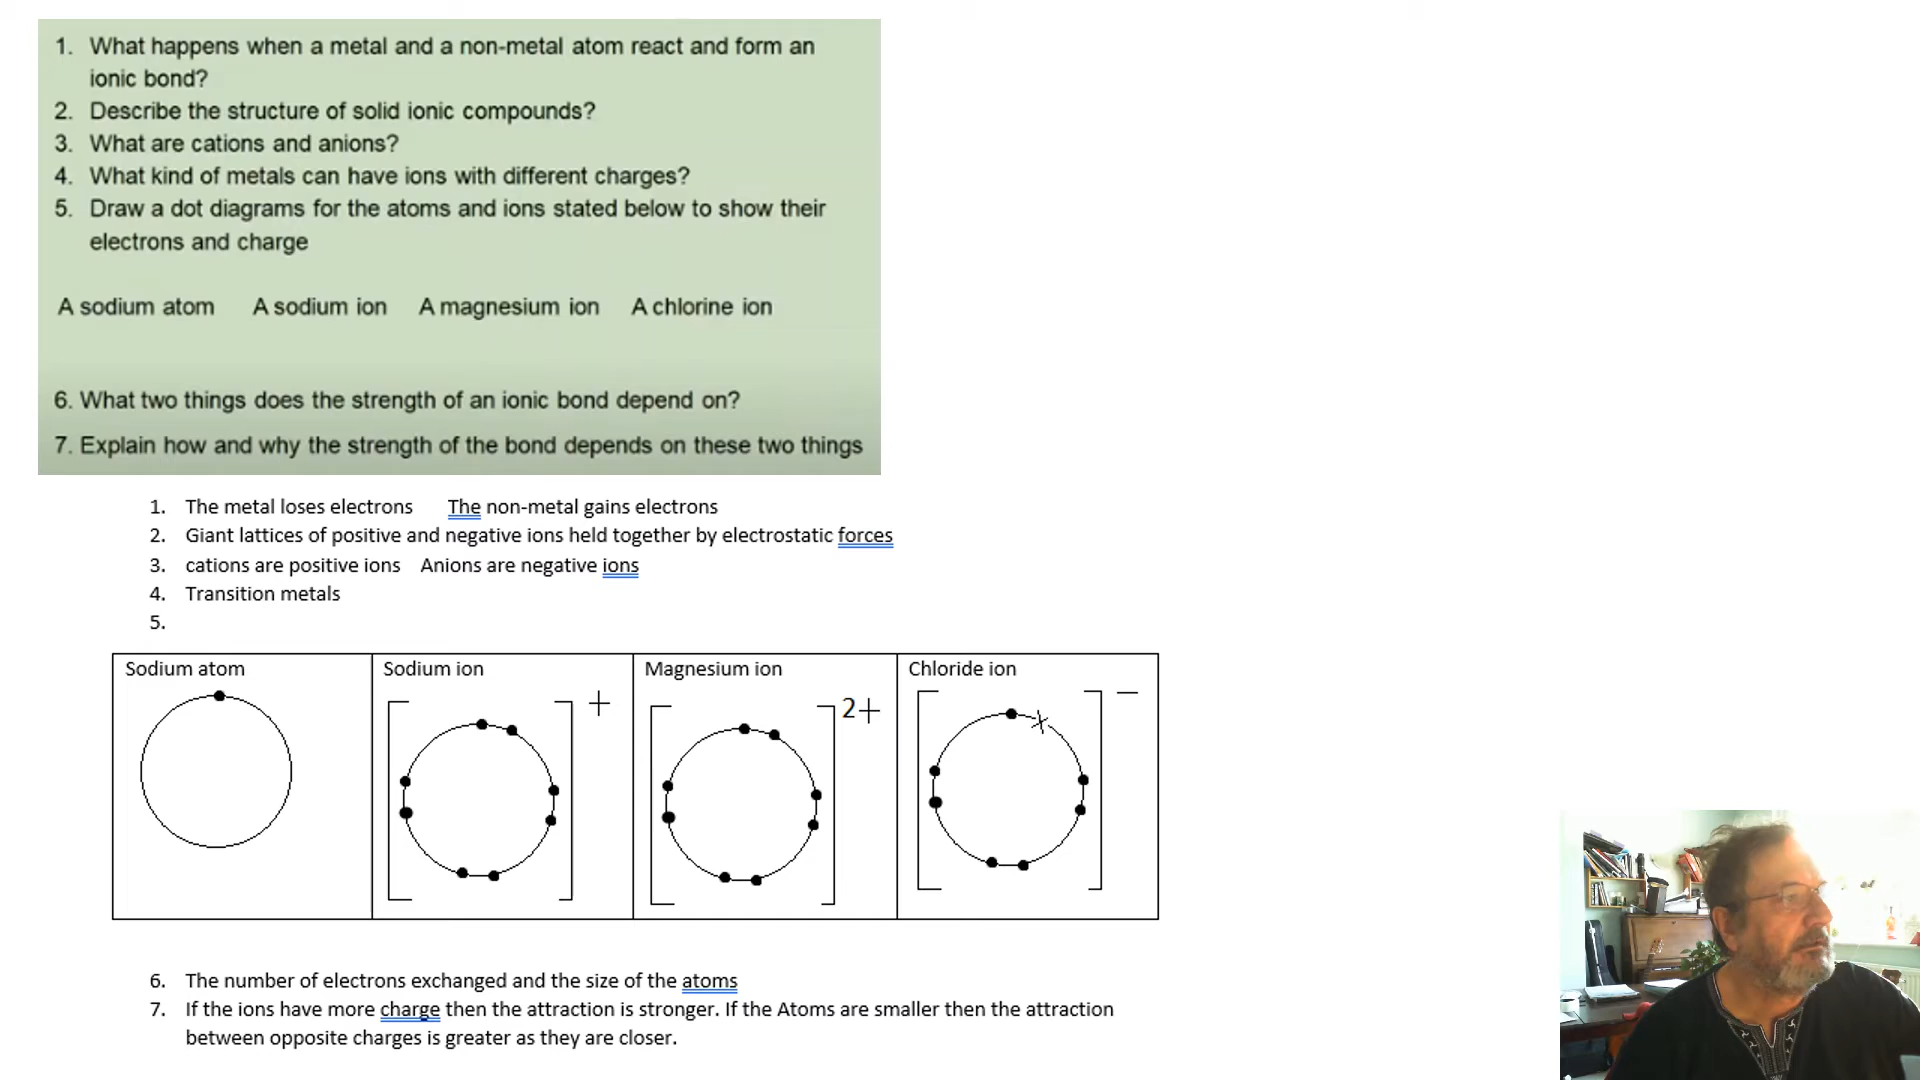 1. What happens when a metal and a non-metal atom react and form an
ionic bond?
2. Describe the structure of solid ionic compounds?
3. What are cations and anions?
4. What kind of metals can have ions with different charges?
5. Draw a dot diagrams for the atoms and ions stated below to show their
electrons and charge
A sodium atom A sodium ion A magnesium ion A chlorine ion
6. What two things does the strength of an ionic bond depend on?
7. Explain how and why the strength of the bond depends on these two things
1. The metal loses electrons The non-metal gains electrons
2. Giant lattices of positive and negative ions held together by electrostatic forces
3. cations are positive ions Anions are negative ions
4. Transition metals
5.
Sodium atom Sodium ion Magnesium ion Chloride ion
+ 2+ −
6. The number of electrons exchanged and the size of the atoms
7. If the ions have more charge then the attraction is stronger. If the Atoms are smaller then the attraction
between opposite charges is greater as they are closer.